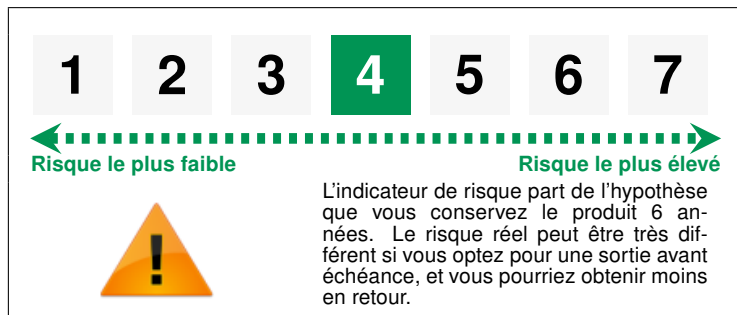 1 2 3 4 5 6 7
Risque le plus faible Risque le plus élevé
L'indicateur de risque part de l'hypothèse
que vous conservez le produit 6 an-
nées. Le risque réel peut être très dif-
férent si vous optez pour une sortie avant
échéance, et vous pourriez obtenir moins
en retour.